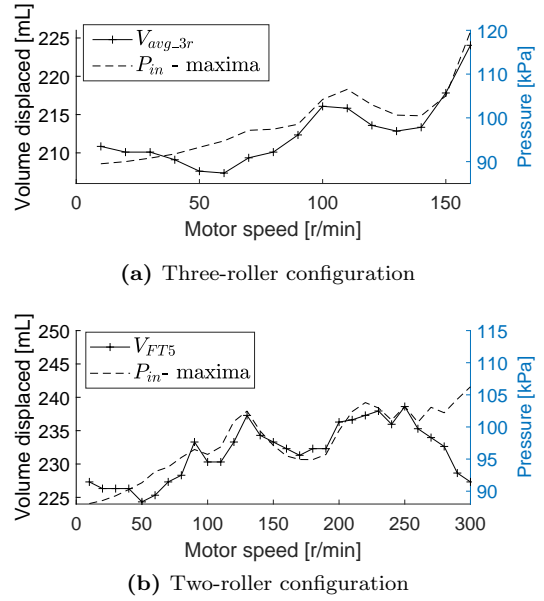 V_avg_3r
P_in - maxima
Volume displaced [mL]
225
220
215
210
0
50
100
150
Motor speed [r/min]
120
110
100
90
Pressure [kPa]
(a) Three-roller configuration
V_FT5
P_in- maxima
Volume displaced [mL]
250
245
240
235
230
225
0
50
100
150
200
250
300
Motor speed [r/min]
115
110
105
100
95
90
Pressure [kPa]
(b) Two-roller configuration